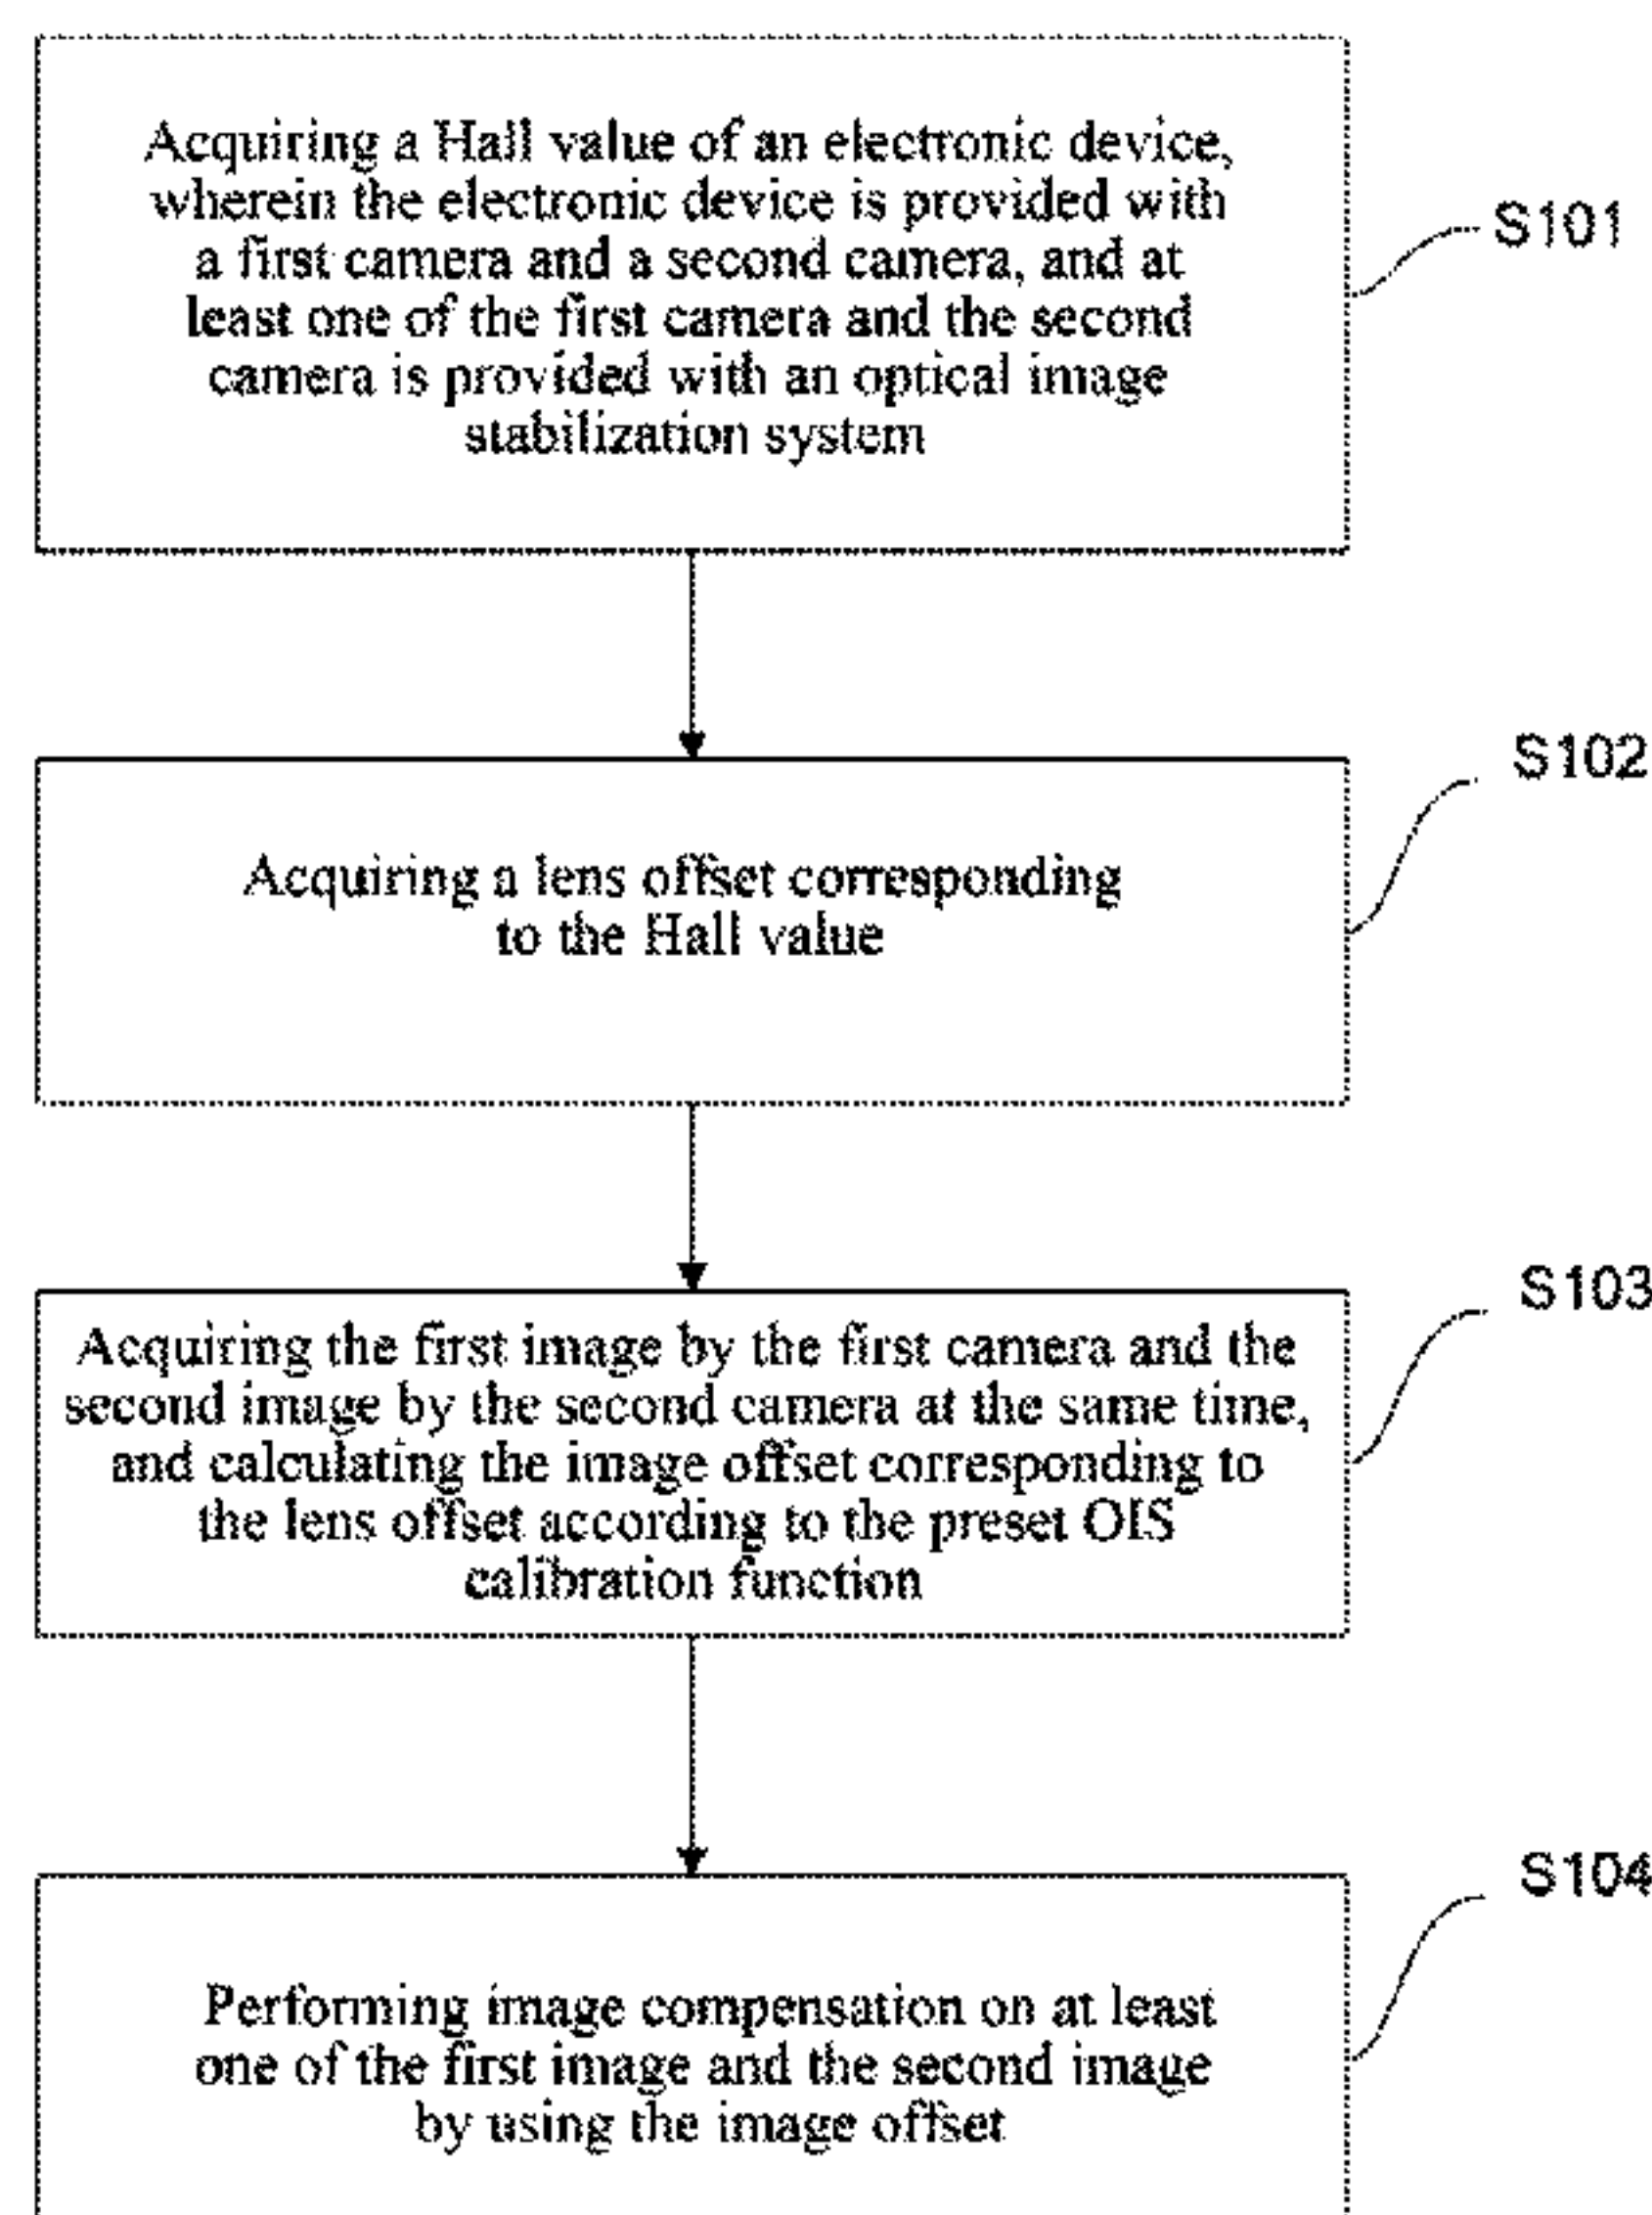 Acquiring a Hall value of an electronic device,
wherein the electronic device is provided with
a first camera and a second camera, and at
least one of the first camera and the second
camera is provided with an optical image
stabilization system
S101
S102
Acquiring a lens offset corresponding
to the Hall value
S103
Acquiring the first image by the first camera and the
second image by the second camera at the same time,
and calculating the image offset corresponding to
the lens offset according to the preset OIS
calibration function
S104
Performing image compensation on at least
one of the first image and the second image
by using the image offset